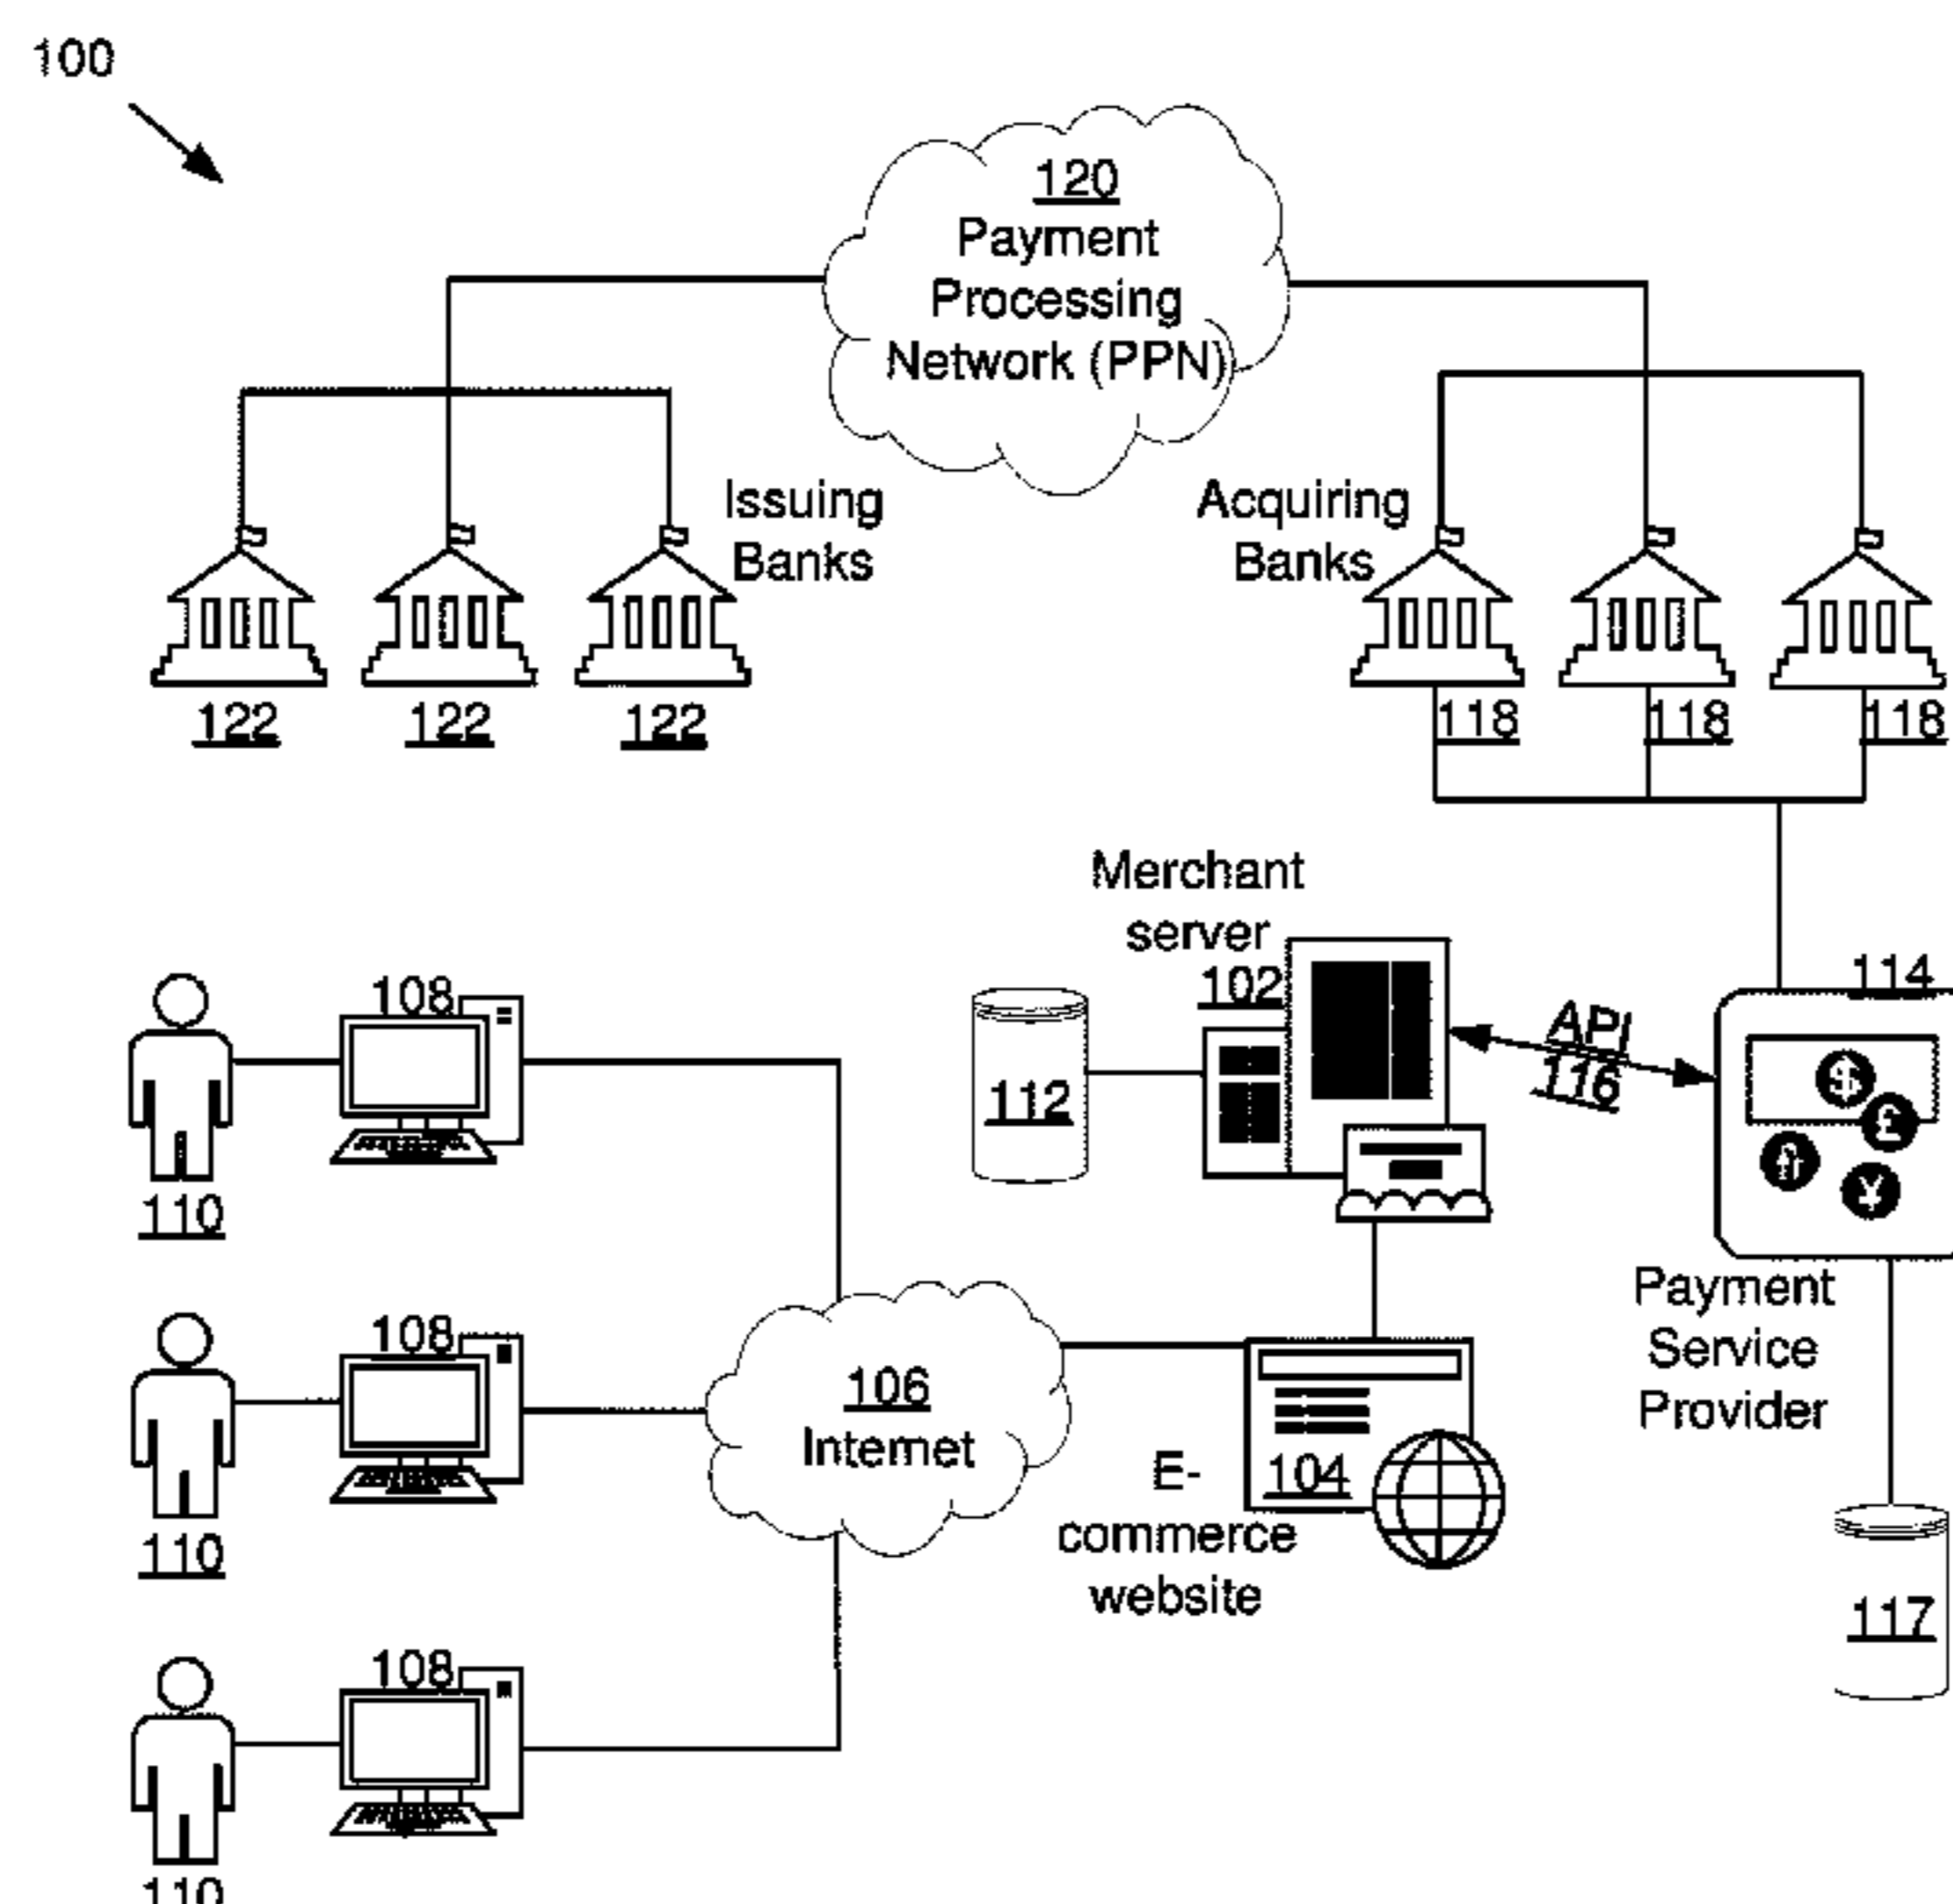 100
120
Payment
Processing
Network (PPN)
Issuing
Banks
Acquiring
Banks
122
122
122
118
118
118
Merchant
server
102
114
108
API
116
112
$
£
¥
110
Payment
Service
Provider
108
106
Internet
104
E-
commerce
website
110
117
108
110